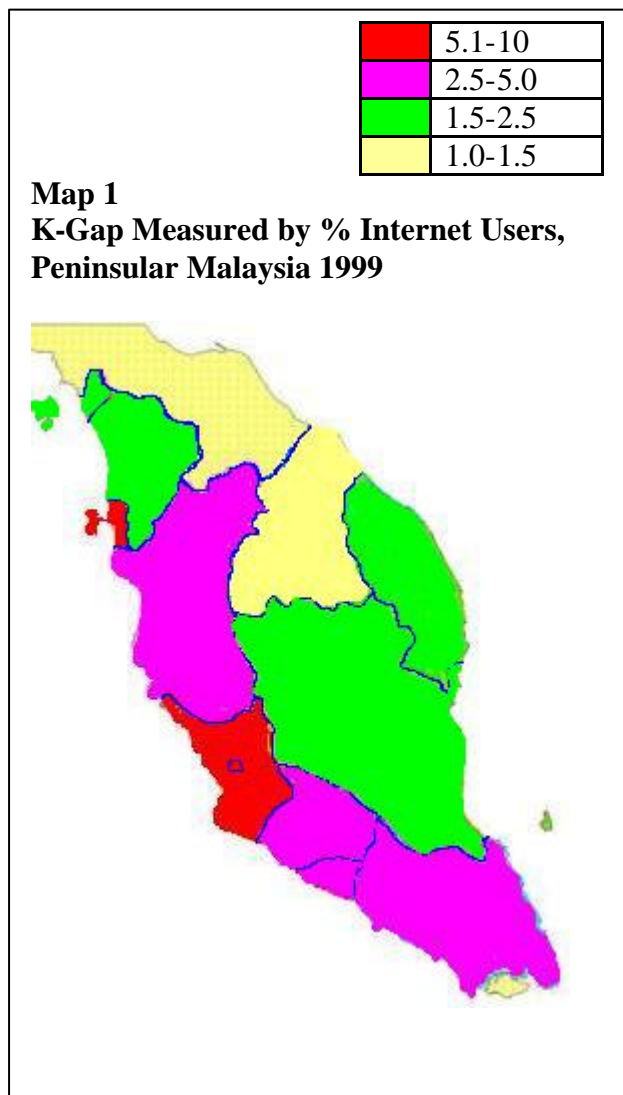 5.1-10
2.5-5.0
1.5-2.5
1.0-1.5
Map 1
K-Gap Measured by % Internet Users,
Peninsular Malaysia 1999